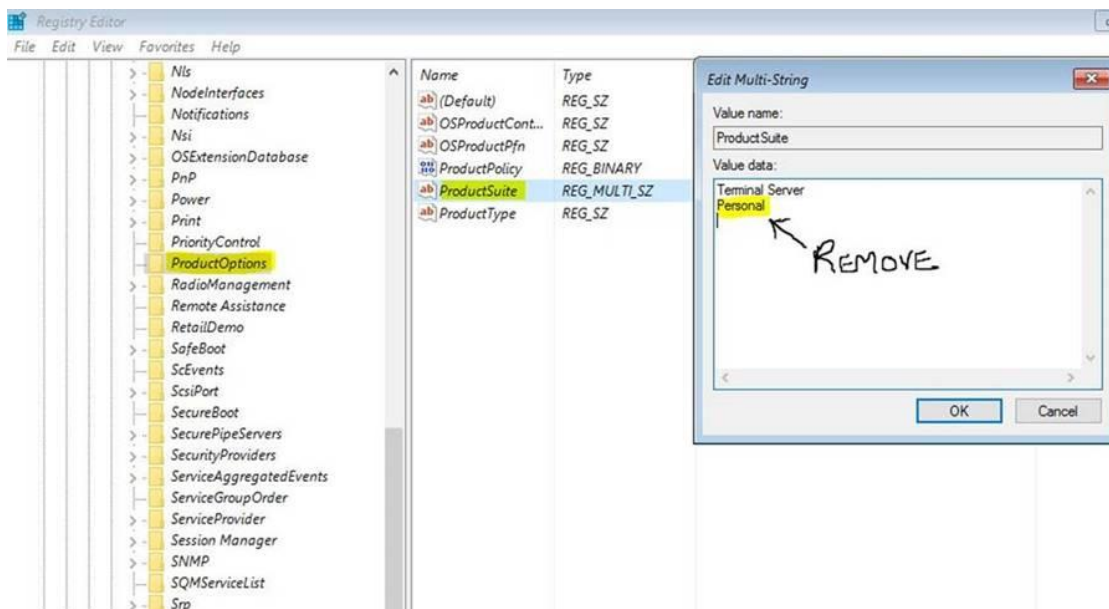 Registry Editor
File Edit View Favorites Help
Nls
NodeInterfaces
Notifications
Nsi
OSExtensionDatabase
PnP
Power
Print
PriorityControl
ProductOptions
RadioManagement
Remote Assistance
RetailDemo
SafeBoot
ScEvents
ScsiPort
SecureBoot
SecurePipeServers
SecurityProviders
ServiceAggregatedEvents
ServiceGroupOrder
ServiceProvider
Session Manager
SNMP
SQMServiceList
Srp
Name Type
(Default) REG_SZ
OSProductCont... REG_SZ
OSProductPfn REG_SZ
ProductPolicy REG_BINARY
ProductSuite REG_MULTI_SZ
ProductType REG_SZ
Edit Multi-String
Value name:
ProductSuite
Value data:
Terminal Server
Personal
REMOVE
OK Cancel